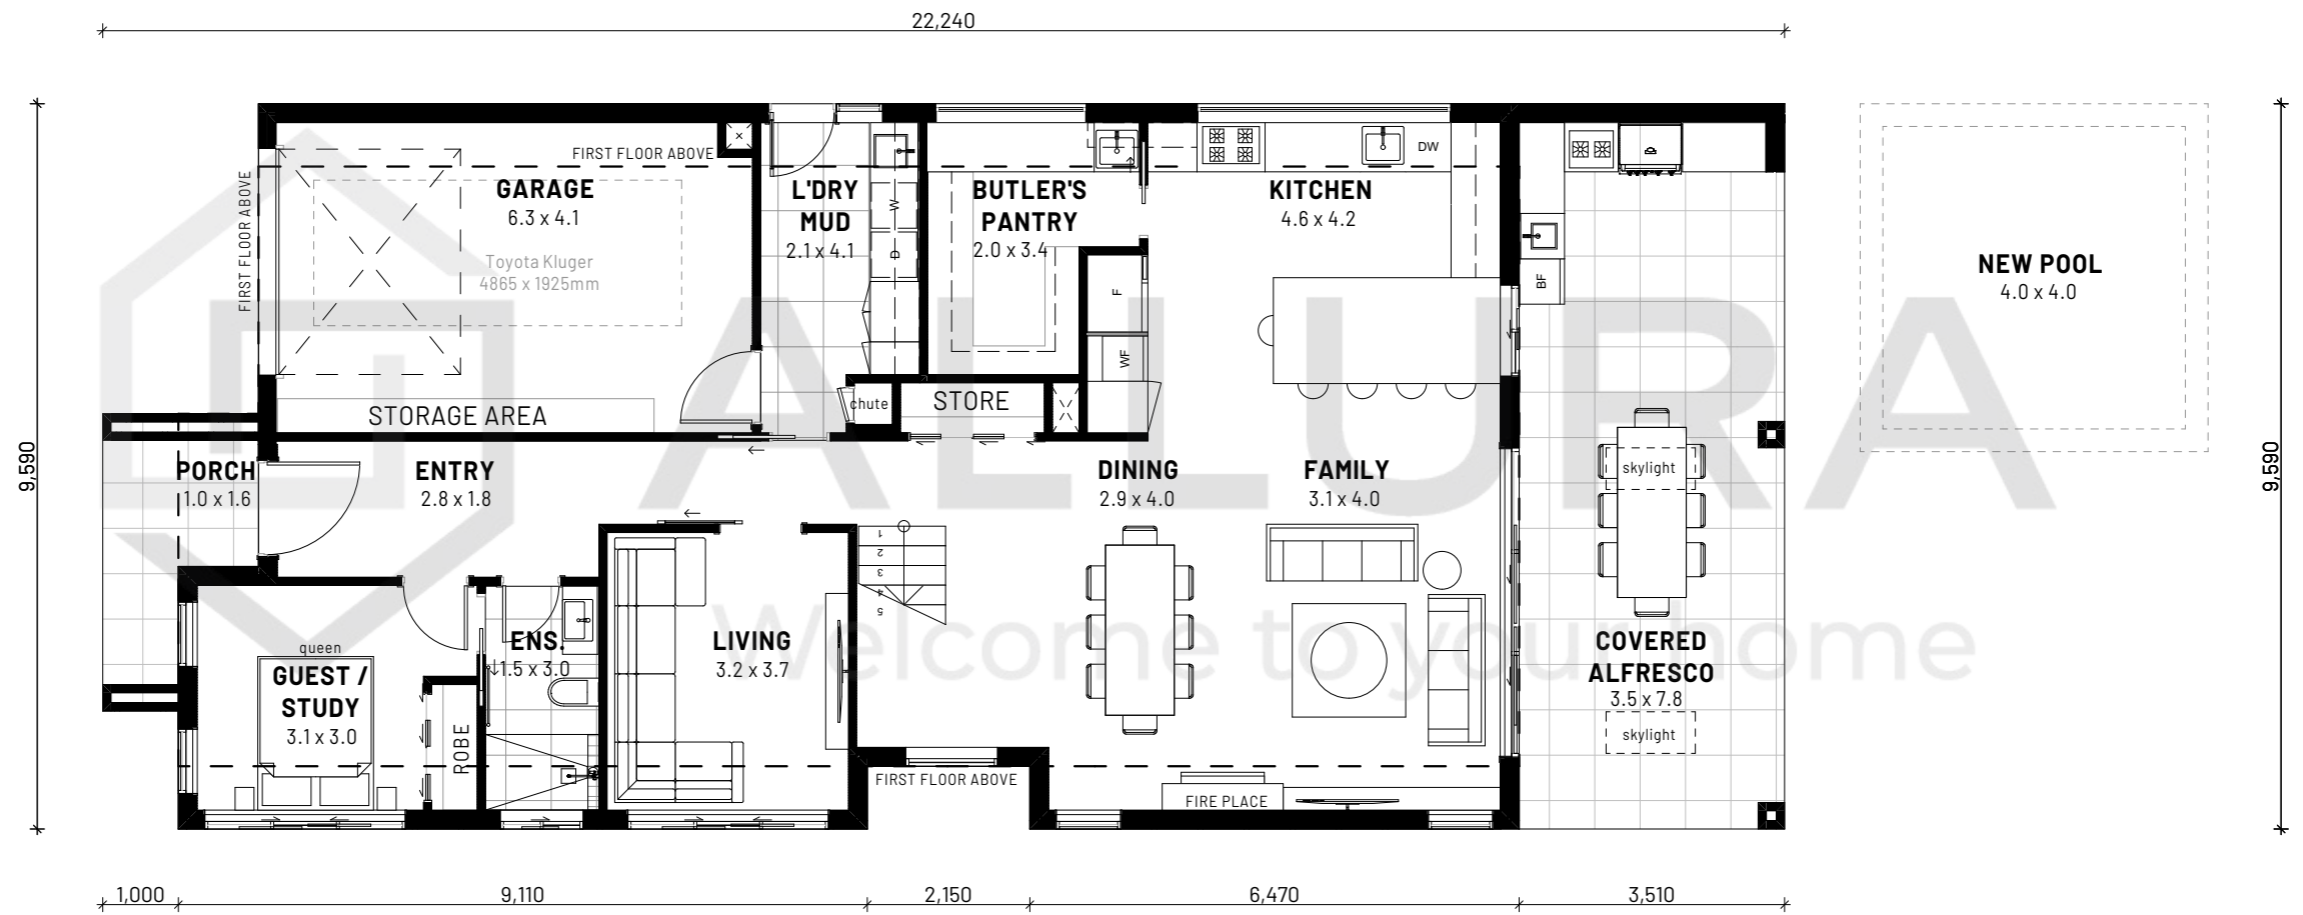 22,240
9,590
9,590
FIRST FLOOR ABOVE
FIRST FLOOR ABOVE
GARAGE
6.3 x 4.1
Toyota Kluger
4865 x 1925mm
STORAGE AREA
L'DRY
MUD
2.1 x 4.1
W
D
chute
BUTLER'S
PANTRY
2.0 x 3.4
F
WF
STORE
KITCHEN
4.6 x 4.2
DW
BF
NEW POOL
4.0 x 4.0
ALLURA
Welcome to your home
PORCH
1.0 x 1.6
ENTRY
2.8 x 1.8
DINING
2.9 x 4.0
FAMILY
3.1 x 4.0
skylight
1
2
3
4
5
queen
GUEST /
STUDY
3.1 x 3.0
ROBE
ENS.
1.5 x 3.0
LIVING
3.2 x 3.7
COVERED
ALFRESCO
3.5 x 7.8
skylight
FIRST FLOOR ABOVE
FIRE PLACE
1,000
9,110
2,150
6,470
3,510